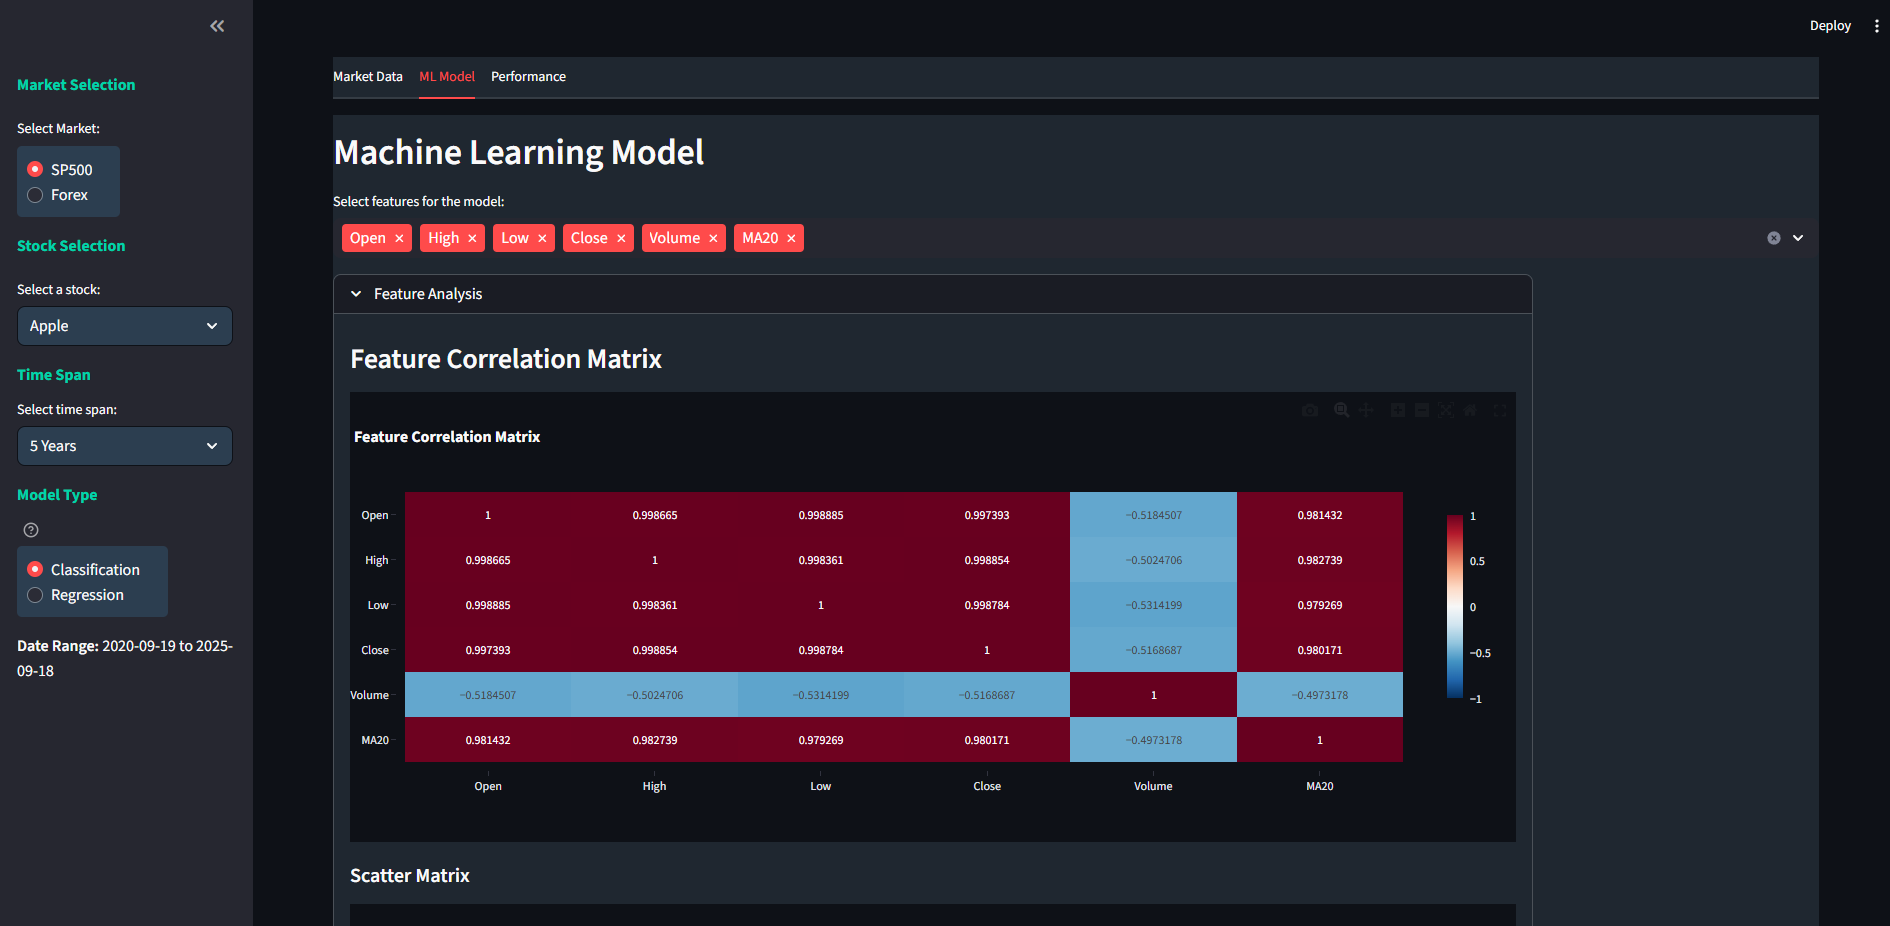 Deploy
Market Selection
Select Market:
SP500
Forex
Stock Selection
Select a stock:
Apple
Time Span
Select time span:
5 Years
Model Type
Classification
Regression
Date Range: 2020-09-19 to 2025-
09-18
Market Data ML Model Performance
Machine Learning Model
Select features for the model:
Open High Low Close Volume MA20
Feature Analysis
Feature Correlation Matrix
Feature Correlation Matrix
Open 1 0.998665 0.998885 0.997393 −0.5184507 0.981432
High 0.998665 1 0.998361 0.998854 −0.5024706 0.982739
Low 0.998885 0.998361 1 0.998784 −0.5314199 0.979269
Close 0.997393 0.998854 0.998784 1 −0.5168687 0.980171
Volume −0.5184507 −0.5024706 −0.5314199 −0.5168687 1 −0.4973178
MA20 0.981432 0.982739 0.979269 0.980171 −0.4973178 1
Open High Low Close Volume MA20
1
0.5
0
−0.5
−1
Scatter Matrix